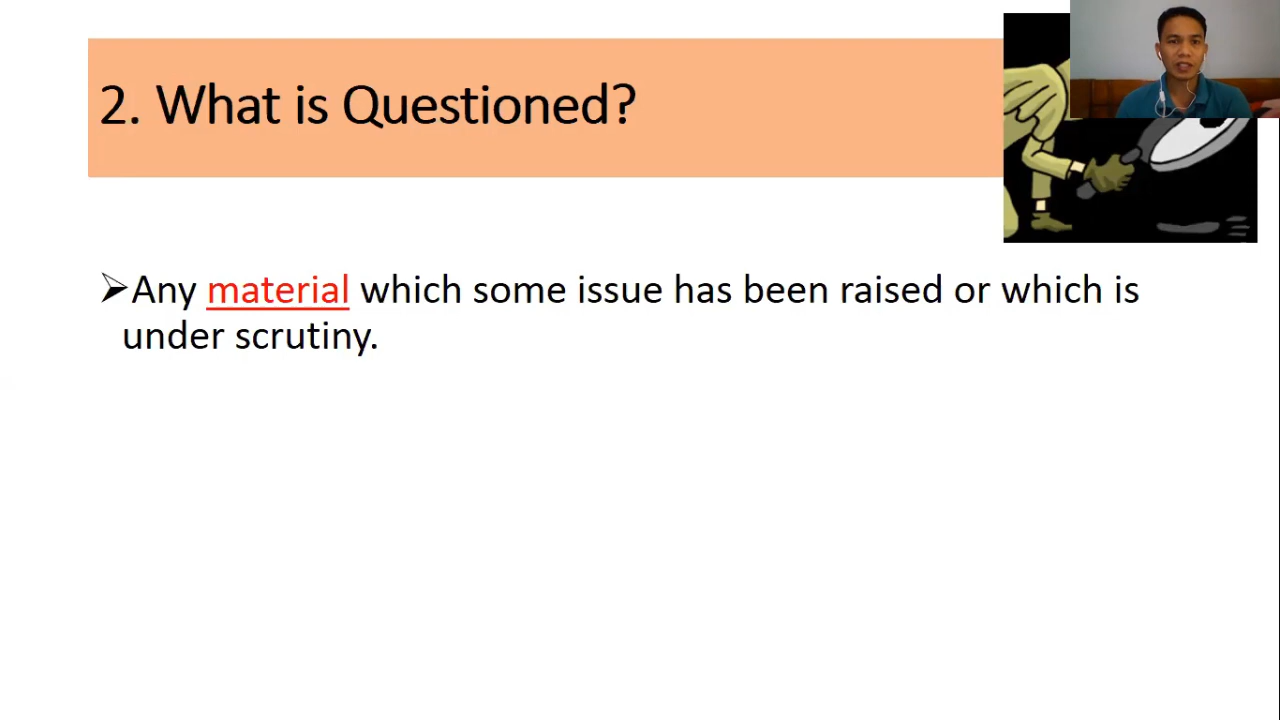 2. What is Questioned?
➢Any material which some issue has been raised or which is
under scrutiny.